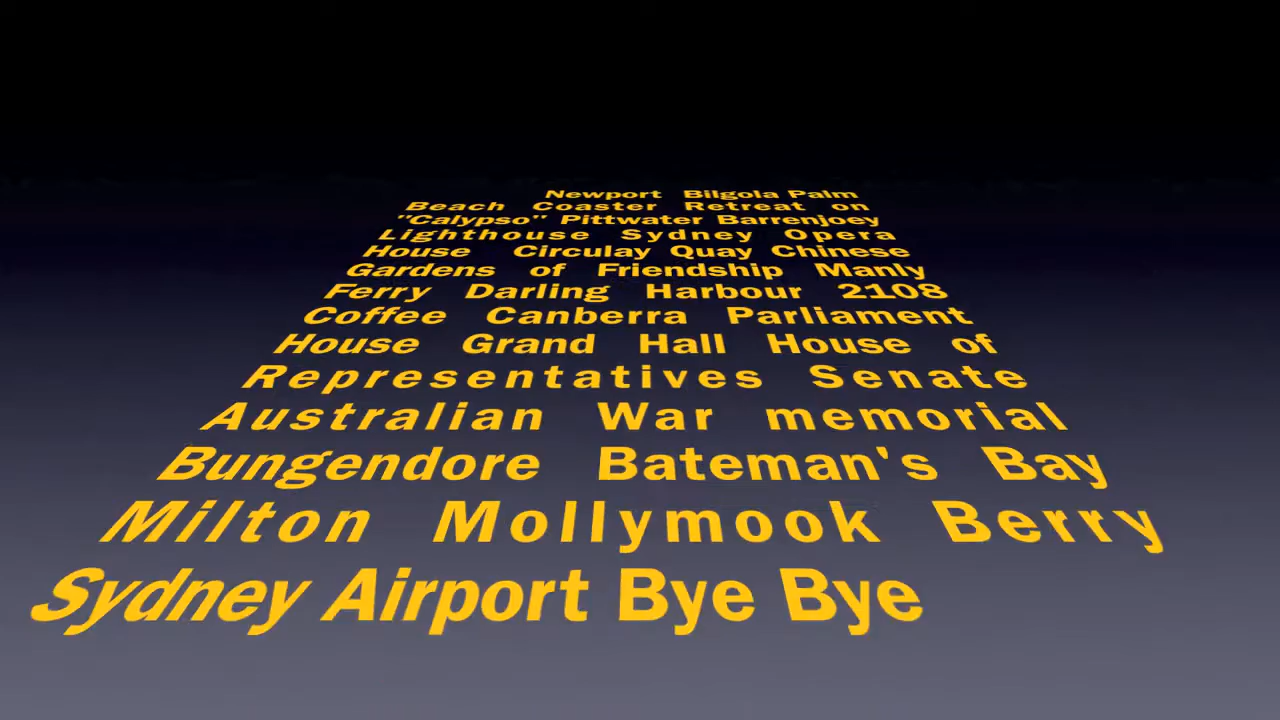 Newport Bilgola Palm
Beach Coaster Retreat on
"Calypso" Pittwater Barrenjoey
Lighthouse Sydney Opera
House Circulay Quay Chinese
Gardens of Friendship Manly
Ferry Darling Harbour 2108
Coffee Canberra Parliament
House Grand Hall House of
Representatives Senate
Australian War memorial
Bungendore Bateman's Bay
Milton Mollymook Berry
Sydney Airport Bye Bye